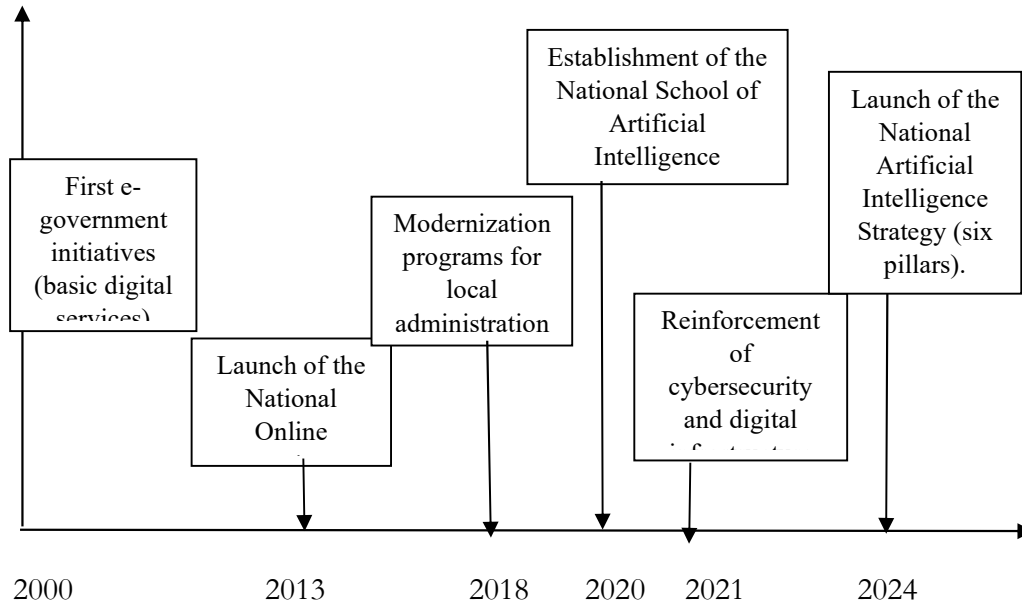 Establishment of the
National School of
Artificial
Intelligence
Launch of the
National
Artificial
Intelligence
Strategy (six
pillars).
First e-
government
initiatives
(basic digital
services)
Modernization
programs for
local
administration
Reinforcement
of
cybersecurity
and digital
Launch of the
National
Online
2000 2013 2018 2020 2021 2024